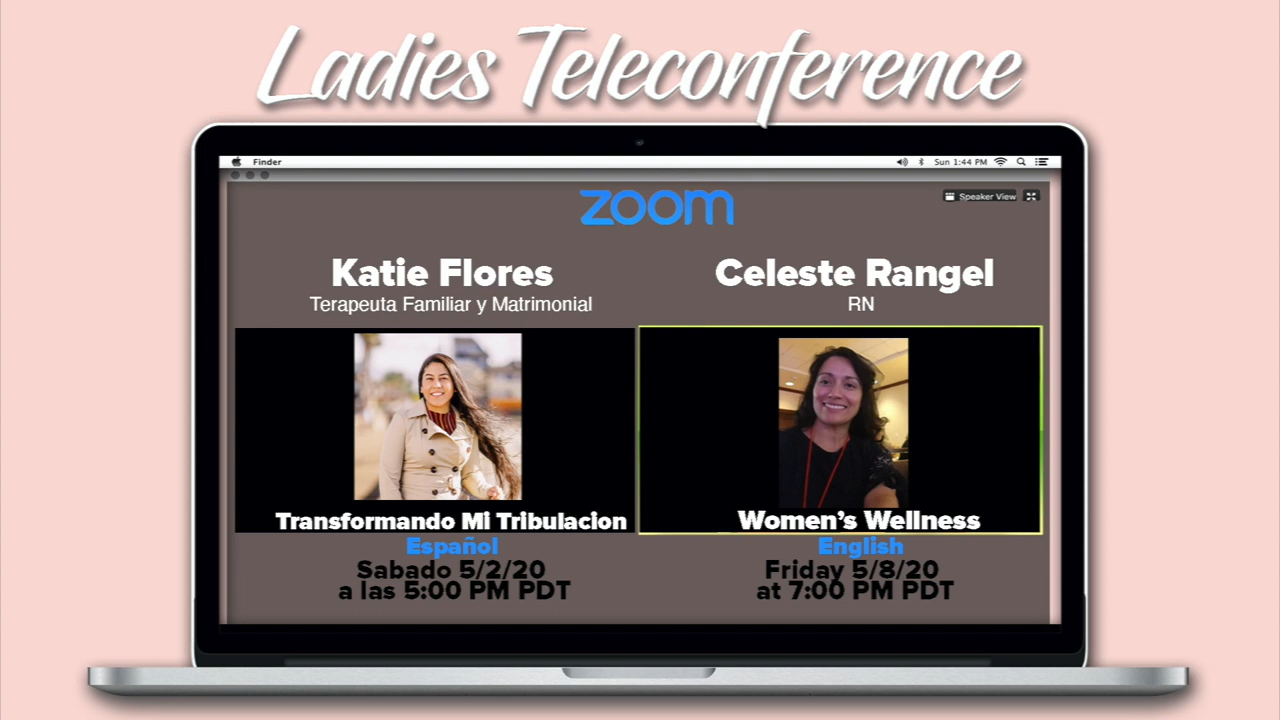 Ladies Teleconference
Finder
Sun 1:44 PM
zoom
Speaker View
Katie Flores
Terapeuta Familiar y Matrimonial
Transformando Mi Tribulacion
Español
Sabado 5/2/20
a las 5:00 PM PDT
Celeste Rangel
RN
Women's Wellness
English
Friday 5/8/20
at 7:00 PM PDT